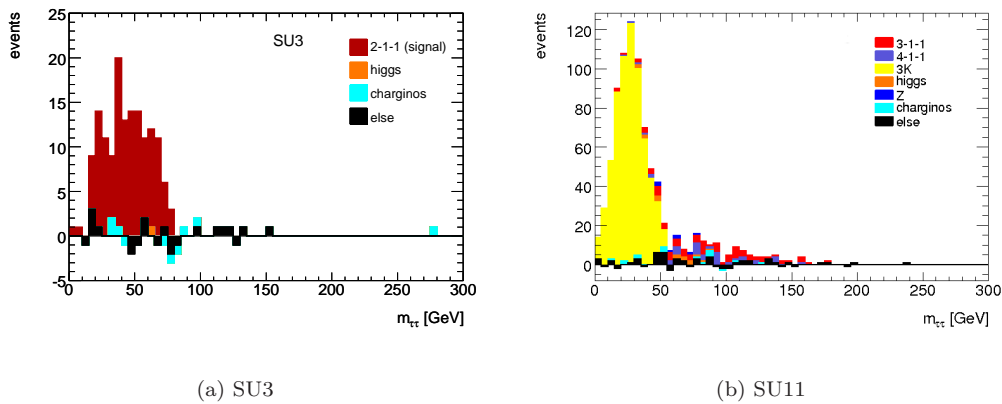 events
25
20
15
10
5
0
-5
0 50 100 150 200 250 300
m_ττ [GeV]
SU3
2-1-1 (signal)
higgs
charginos
else
(a) SU3
events
120
100
80
60
40
20
0
0 50 100 150 200 250 300
m_ττ [GeV]
3-1-1
4-1-1
3K
higgs
Z
charginos
else
(b) SU11